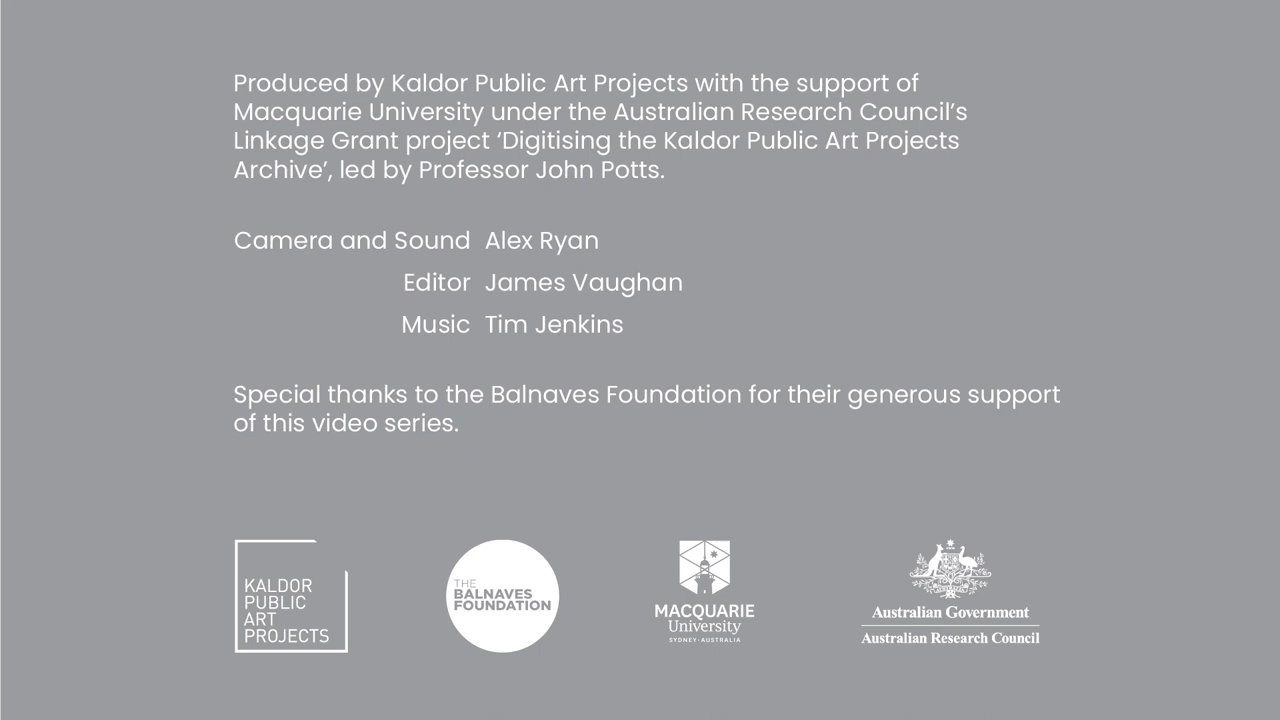 Produced by Kaldor Public Art Projects with the support of
Macquarie University under the Australian Research Council’s
Linkage Grant project ‘Digitising the Kaldor Public Art Projects
Archive’, led by Professor John Potts.
Camera and Sound Alex Ryan
Editor James Vaughan
Music Tim Jenkins
Special thanks to the Balnaves Foundation for their generous support
of this video series.
KALDOR
PUBLIC
ART
PROJECTS
THE
BALNAVES
FOUNDATION
MACQUARIE
University
SYDNEY·AUSTRALIA
Australian Government
Australian Research Council